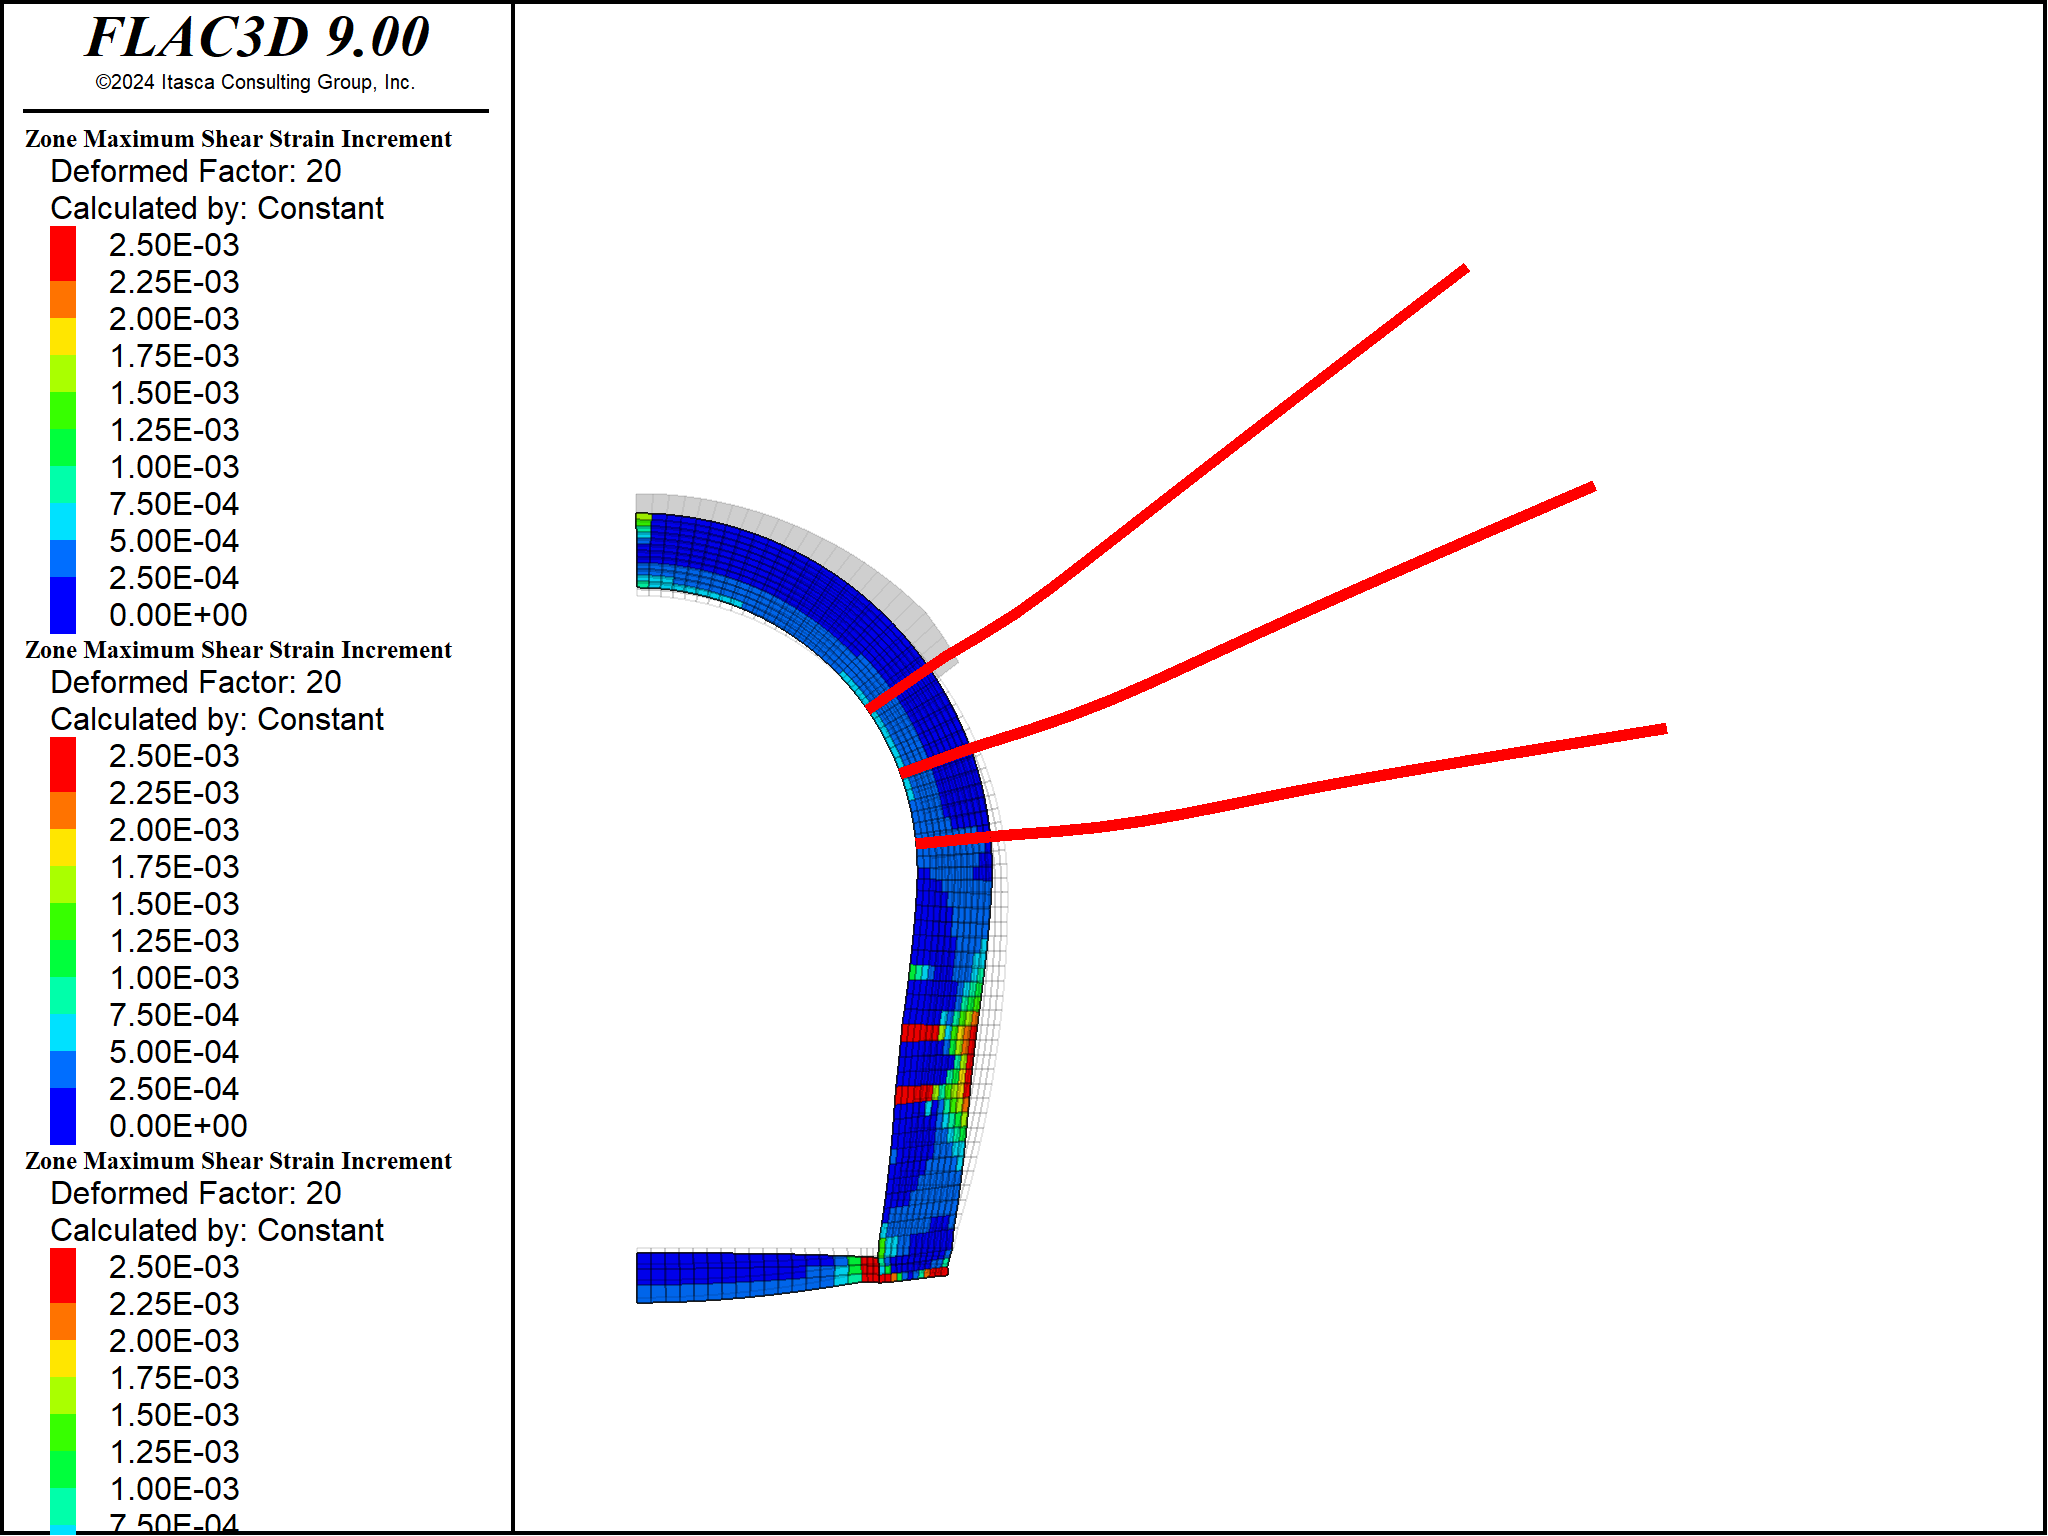 FLAC3D 9.00
©2024 Itasca Consulting Group, Inc.
Zone Maximum Shear Strain Increment
Deformed Factor: 20
Calculated by: Constant
2.50E-03
2.25E-03
2.00E-03
1.75E-03
1.50E-03
1.25E-03
1.00E-03
7.50E-04
5.00E-04
2.50E-04
0.00E+00
Zone Maximum Shear Strain Increment
Deformed Factor: 20
Calculated by: Constant
2.50E-03
2.25E-03
2.00E-03
1.75E-03
1.50E-03
1.25E-03
1.00E-03
7.50E-04
5.00E-04
2.50E-04
0.00E+00
Zone Maximum Shear Strain Increment
Deformed Factor: 20
Calculated by: Constant
2.50E-03
2.25E-03
2.00E-03
1.75E-03
1.50E-03
1.25E-03
1.00E-03
7.50E-04